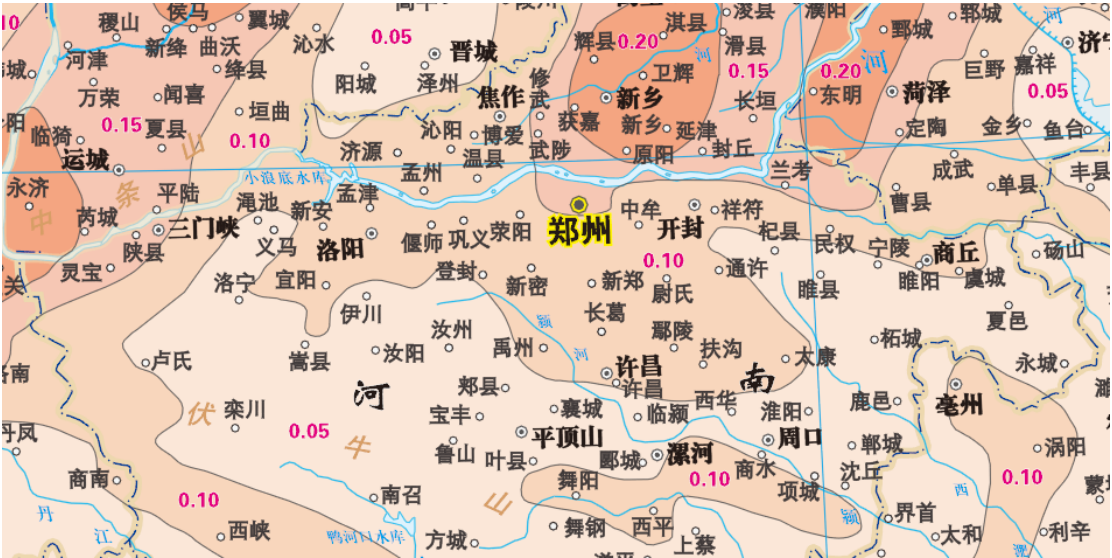 稷山 侯马 翼城 陵川 淇县 浚县 濮阳 鄄城 郓城 河
10 河津 新绛 曲沃 沁水 0.05 晋城 辉县 0.20 河 滑县 0.20 河 巨野 嘉祥 济宁
绛县 阳城 泽州 修武 卫辉 0.15 东明 菏泽 0.05
万荣 闻喜 垣曲 焦作 新乡 长垣
临猗 0.15 夏县 山 0.10 沁阳 博爱 获嘉 新乡 延津 定陶 金乡 鱼台
运城 济源 温县 武陟 原阳 封丘 成武
永济 条 平陆 小浪底水库 孟津 孟州 兰考 曹县 单县 丰县
中 芮城 渑池 新安 郑州 中牟 开封 祥符
三门峡 义马 洛阳 偃师 巩义 荥阳 杞县 民权 宁陵 商丘 砀山
陕县
关 灵宝 洛宁 宜阳 登封 新密 新郑 0.10 通许 睢县 睢阳 虞城
伊川 汝州 颍 长葛 尉氏 夏邑
卢氏 嵩县 汝阳 禹州 河 鄢陵 扶沟 太康 柘城 永城
洛南 河 郏县 许昌 许昌 南 亳州
伏 栾川 宝丰 襄城 临颍 西华 淮阳 鹿邑
丹凤 0.05 牛 鲁山 平顶山 周口 郸城 涡阳
商南 叶县 郾城 漯河 商水 沈丘 0.10
0.10 南召 山 舞阳 0.10 项城 西 蒙
丹 西峡 鸭河口水库 方城 舞钢 西平 颍 界首 太和 利辛
江 上蔡 淝